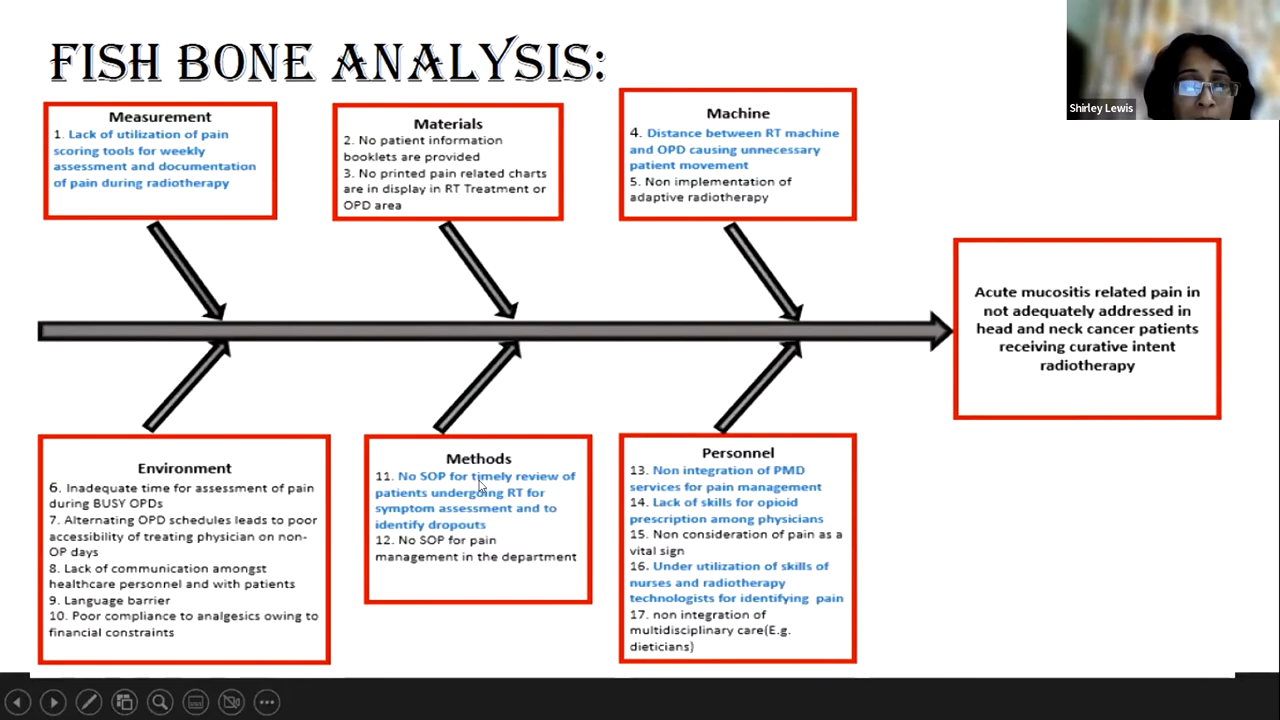 FISH BONE ANALYSIS:
Shirley Lewis
Measurement
1. Lack of utilization of pain
scoring tools for weekly
assessment and documentation
of pain during radiotherapy
Materials
2. No patient information
booklets are provided
3. No printed pain related charts
are in display in RT Treatment or
OPD area
Machine
4. Distance between RT machine
and OPD causing unnecessary
patient movement
5. Non implementation of
adaptive radiotherapy
Acute mucositis related pain in
not adequately addressed in
head and neck cancer patients
receiving curative intent
radiotherapy
Environment
6. Inadequate time for assessment of pain
during BUSY OPDs
7. Alternating OPD schedules leads to poor
accessibility of treating physician on non-
OP days
8. Lack of communication amongst
healthcare personnel and with patients
9. Language barrier
10. Poor compliance to analgesics owing to
financial constraints
Methods
11. No SOP for timely review of
patients undergoing RT for
symptom assessment and to
identify dropouts
12. No SOP for pain
management in the department
Personnel
13. Non integration of PMD
services for pain management
14. Lack of skills for opioid
prescription among physicians
15. Non consideration of pain as a
vital sign
16. Under utilization of skills of
nurses and radiotherapy
technologists for identifying pain
17. non integration of
multidisciplinary care(E.g.
dieticians)